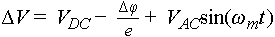 ΔV = V_DC − Δφ/e + V_AC sin(ω_m t)